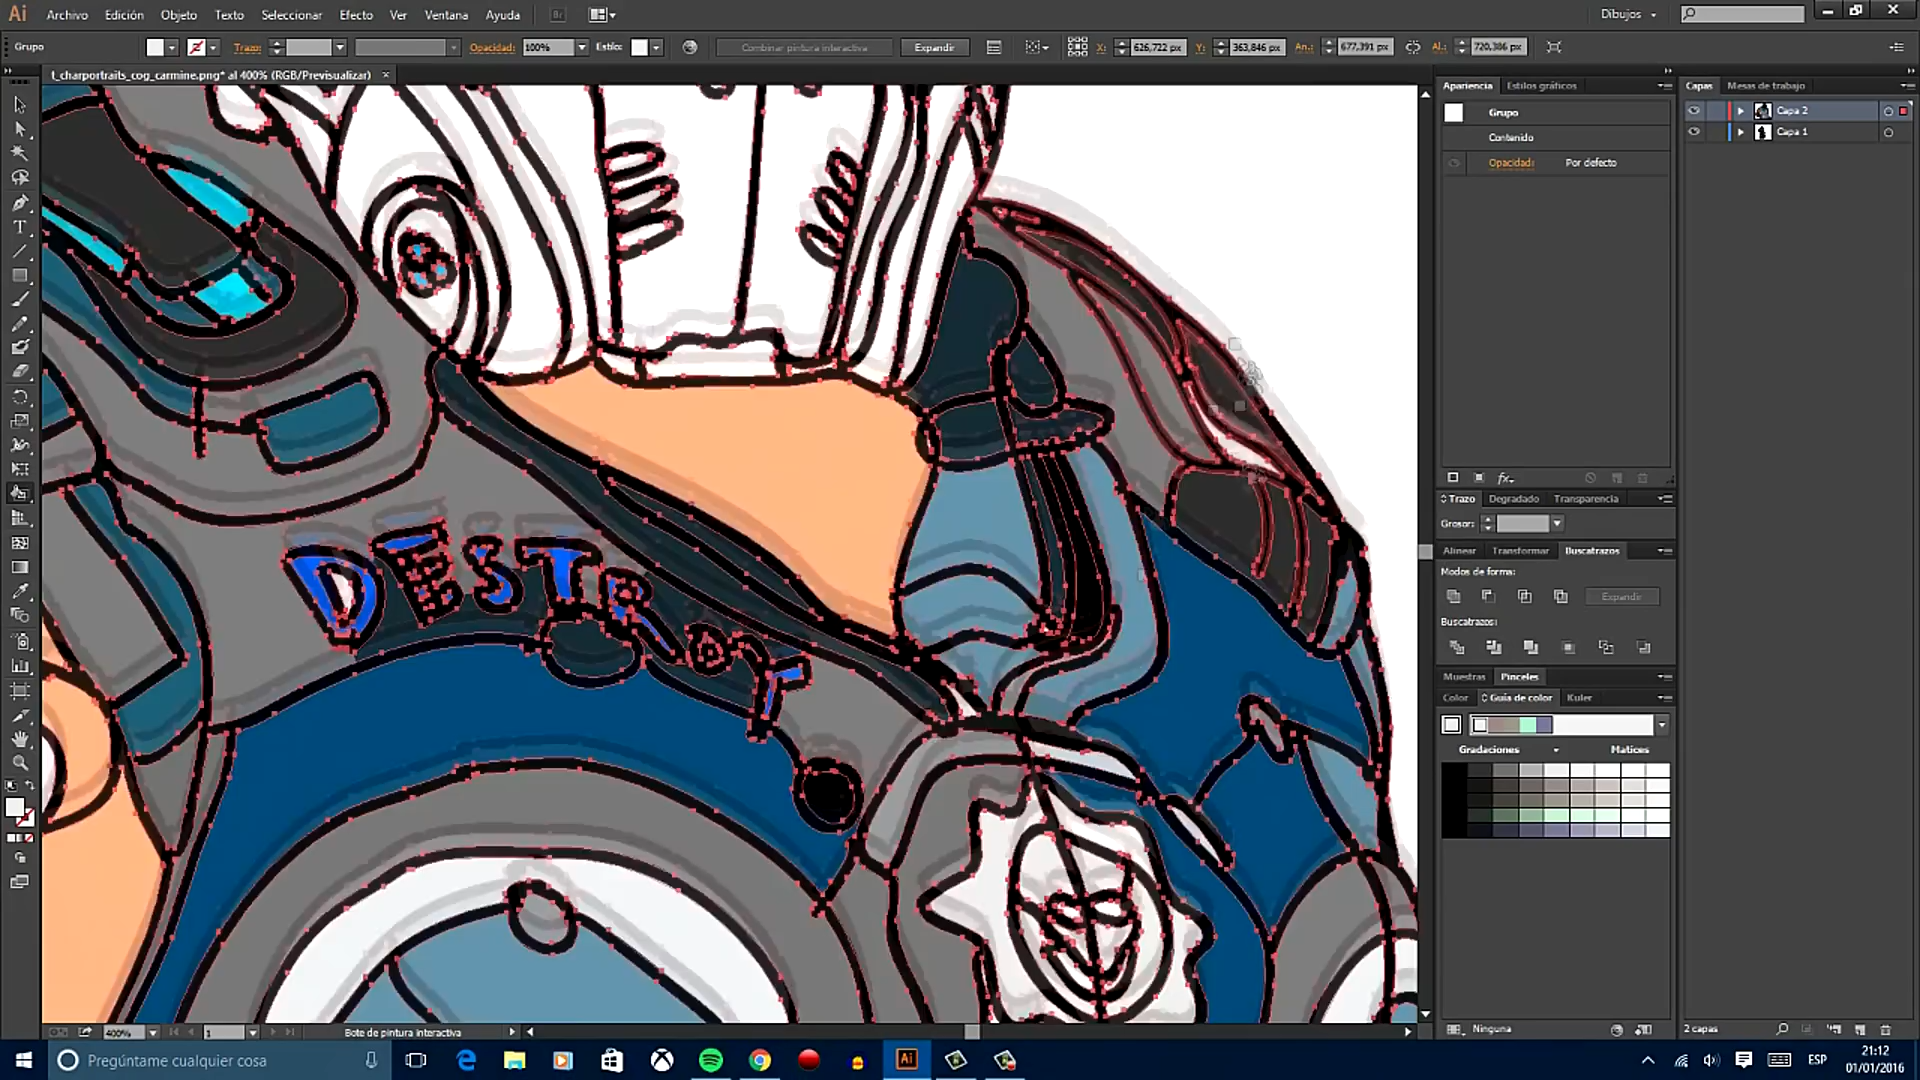 Ai Archivo Edición Objeto Texto Seleccionar Efecto Ver Ventana Ayuda Br Dibujos
Grupo Trazo: Opacidad: 100% Estilo: Combinar pintura interactiva Expandir X: 626,722 px Y: 363,846 px An.: 677,391 px Al.: 720,386 px
t_charportraits_cog_carmine.png* al 400% (RGB/Previsualizar) ×
Apariencia Estilos gráficos
Grupo
Contenido
Opacidad: Por defecto
fx
Trazo Degradado Transparencia
Grosor:
Alinear Transformar Buscatrazos
Modos de forma:
Expandir
Buscatrazos:
Muestras Pinceles
Color Guía de color Kuler
Gradaciones Matices
Ninguna
Capas Mesas de trabajo
Capa 2
Capa 1
2 capas
DESTROY
400% 1 Bote de pintura interactiva
Pregúntame cualquier cosa
Ai
ESP
21:12
01/01/2016